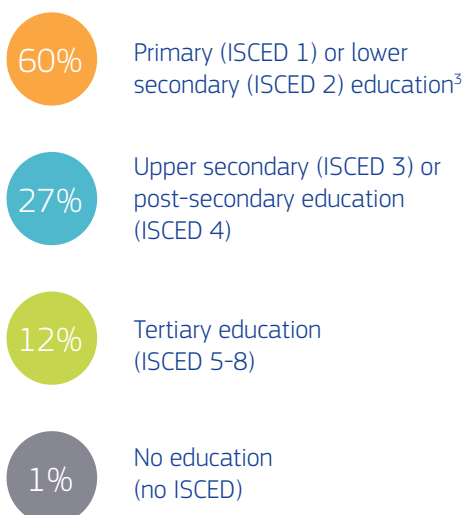 60%
Primary (ISCED 1) or lower
secondary (ISCED 2) education³
27%
Upper secondary (ISCED 3) or
post-secondary education
(ISCED 4)
12%
Tertiary education
(ISCED 5-8)
1%
No education
(no ISCED)